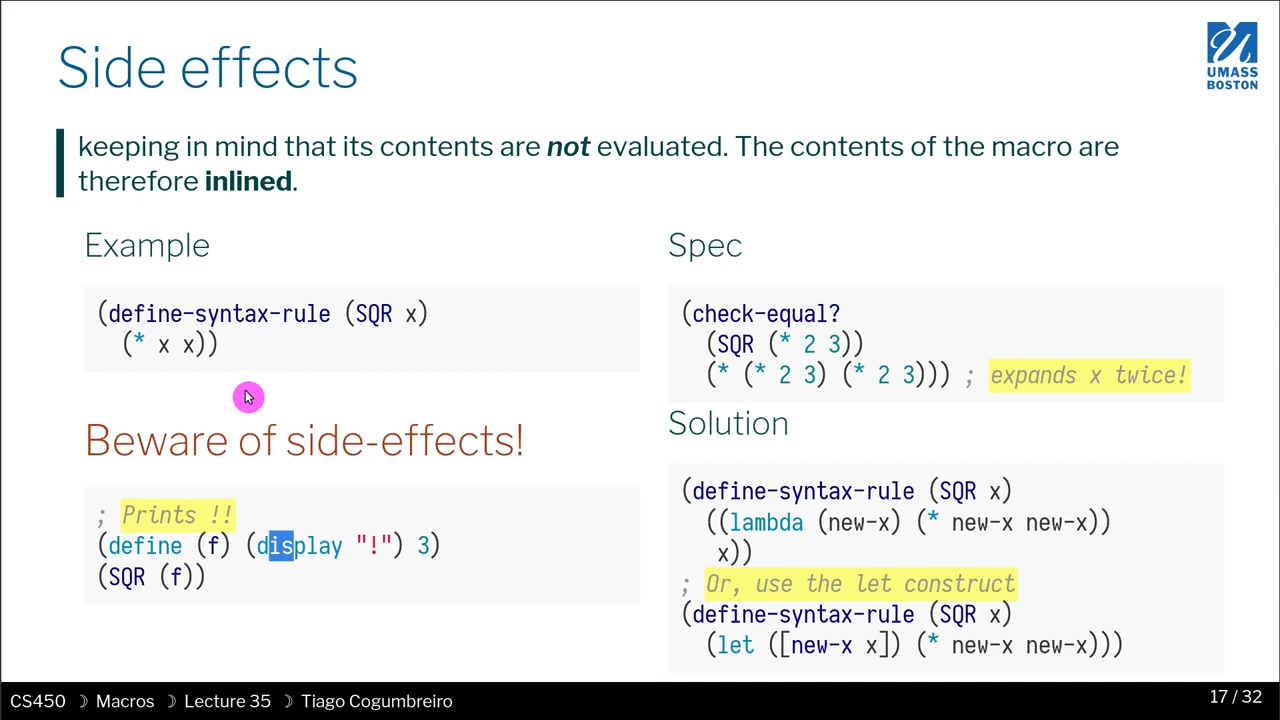 Side effects
UMASS
BOSTON
keeping in mind that its contents are not evaluated. The contents of the macro are
therefore inlined.
Example
(define-syntax-rule (SQR x)
(* x x))
Beware of side-effects!
; Prints !!
(define (f) (display "!") 3)
(SQR (f))
Spec
(check-equal?
(SQR (* 2 3))
(* (* 2 3) (* 2 3))) ; expands x twice!
Solution
(define-syntax-rule (SQR x)
((lambda (new-x) (* new-x new-x))
x))
; Or, use the let construct
(define-syntax-rule (SQR x)
(let ([new-x x]) (* new-x new-x)))
CS450 ☽ Macros ☽ Lecture 35 ☽ Tiago Cogumbreiro
17 / 32